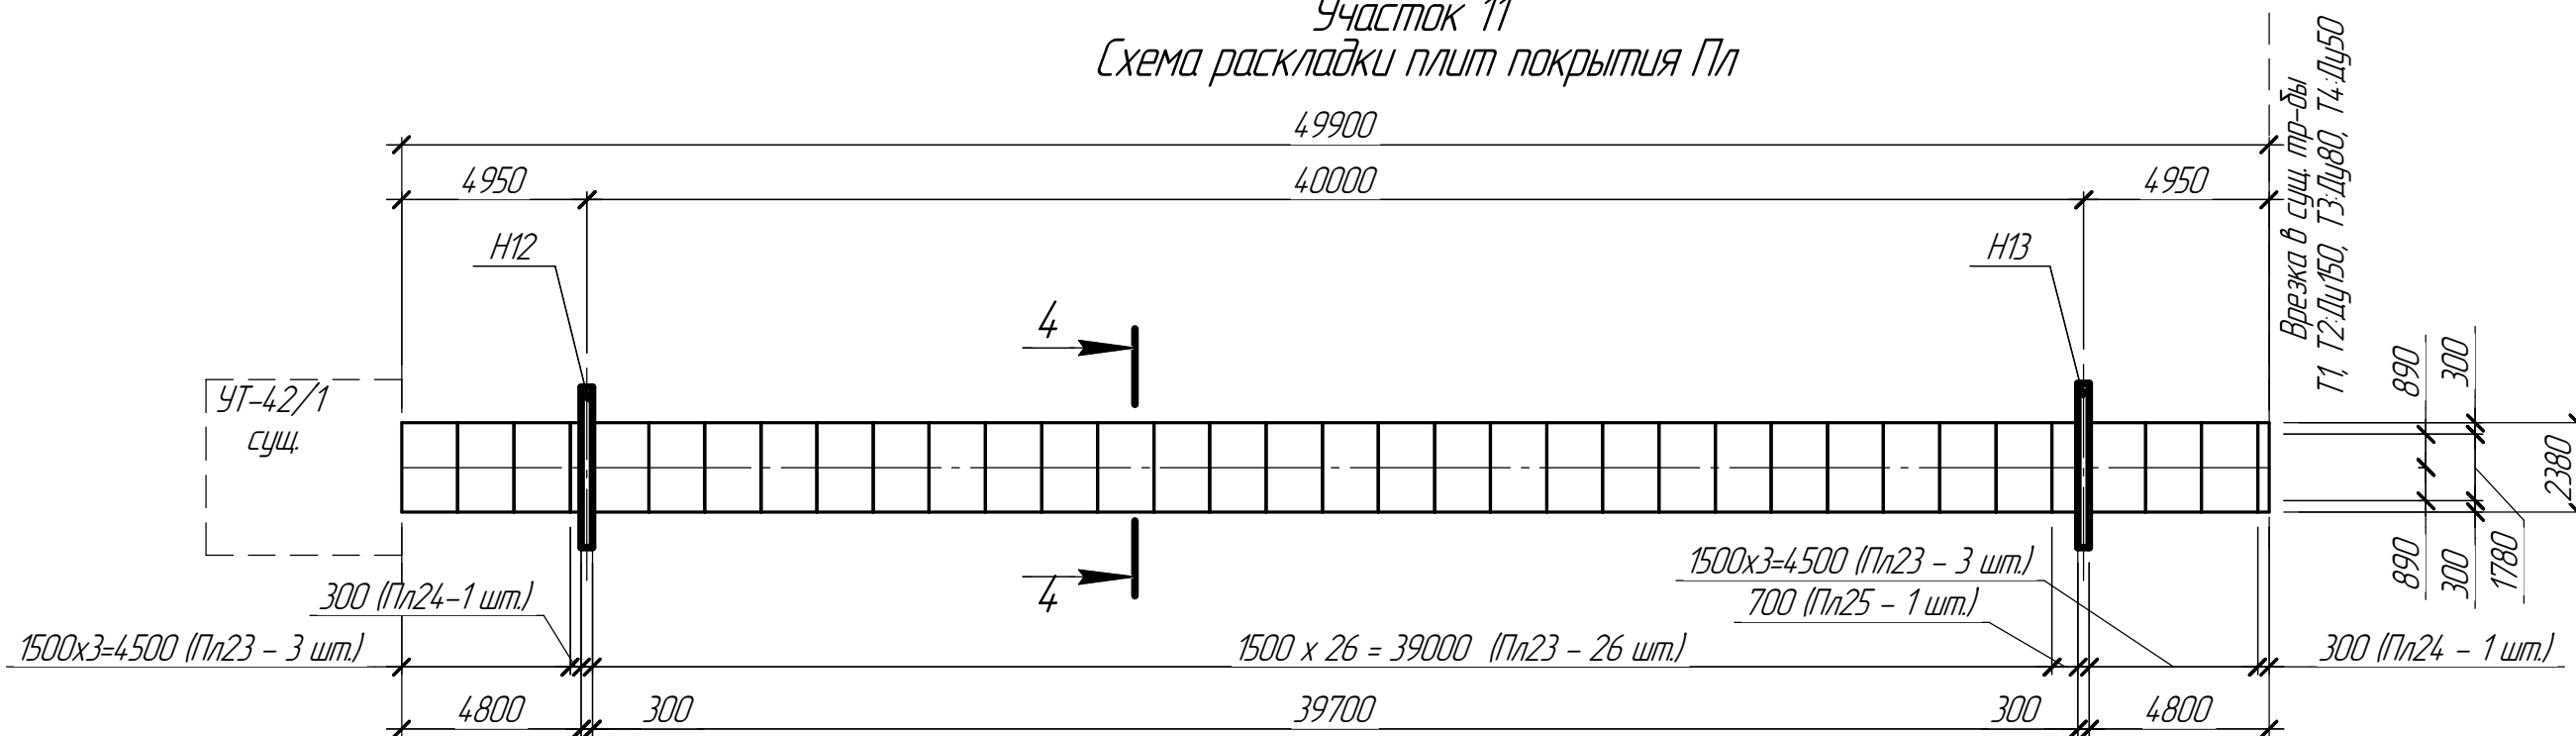 Участок 11
Схема раскладки плит покрытия Пл
49900
4950
40000
4950
Н12
Н13
Врезка в сущ. тр-ды
Т1, Т2:Ду150, Т3:Ду80, Т4:Ду50
4
УТ-42/1
сущ.
890
300
2380
890
300
1780
4
1500х3=4500 (Пл23 - 3 шт.)
700 (Пл25 - 1 шт.)
300 (Пл24-1 шт.)
1500х3=4500 (Пл23 - 3 шт.)
1500 х 26 = 39000 (Пл23 - 26 шт.)
300 (Пл24 - 1 шт.)
4800
300
39700
300
4800